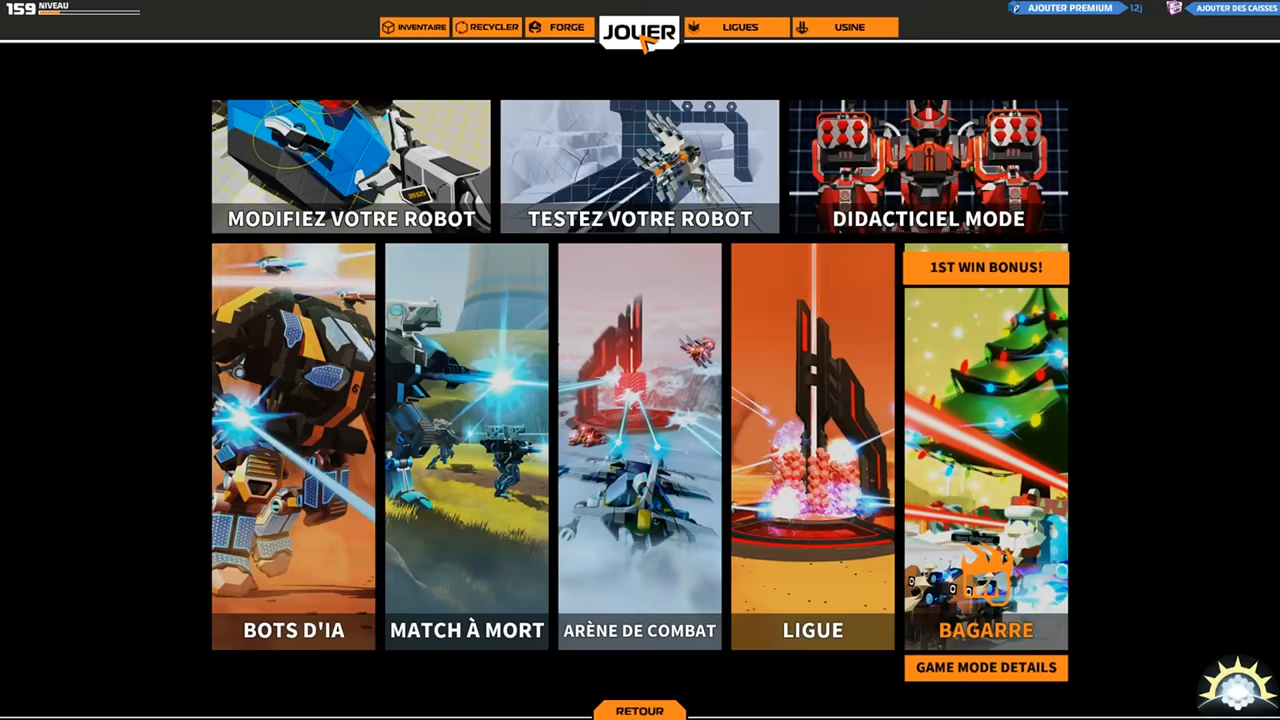 159 NIVEAU
AJOUTER PREMIUM 12j
AJOUTER DES CAISSES
INVENTAIRE
RECYCLER
FORGE
JOUER
LIGUES
USINE
MODIFIEZ VOTRE ROBOT
TESTEZ VOTRE ROBOT
DIDACTICIEL MODE
1ST WIN BONUS!
BOTS D'IA
MATCH À MORT
ARÈNE DE COMBAT
LIGUE
BAGARRE
GAME MODE DETAILS
RETOUR